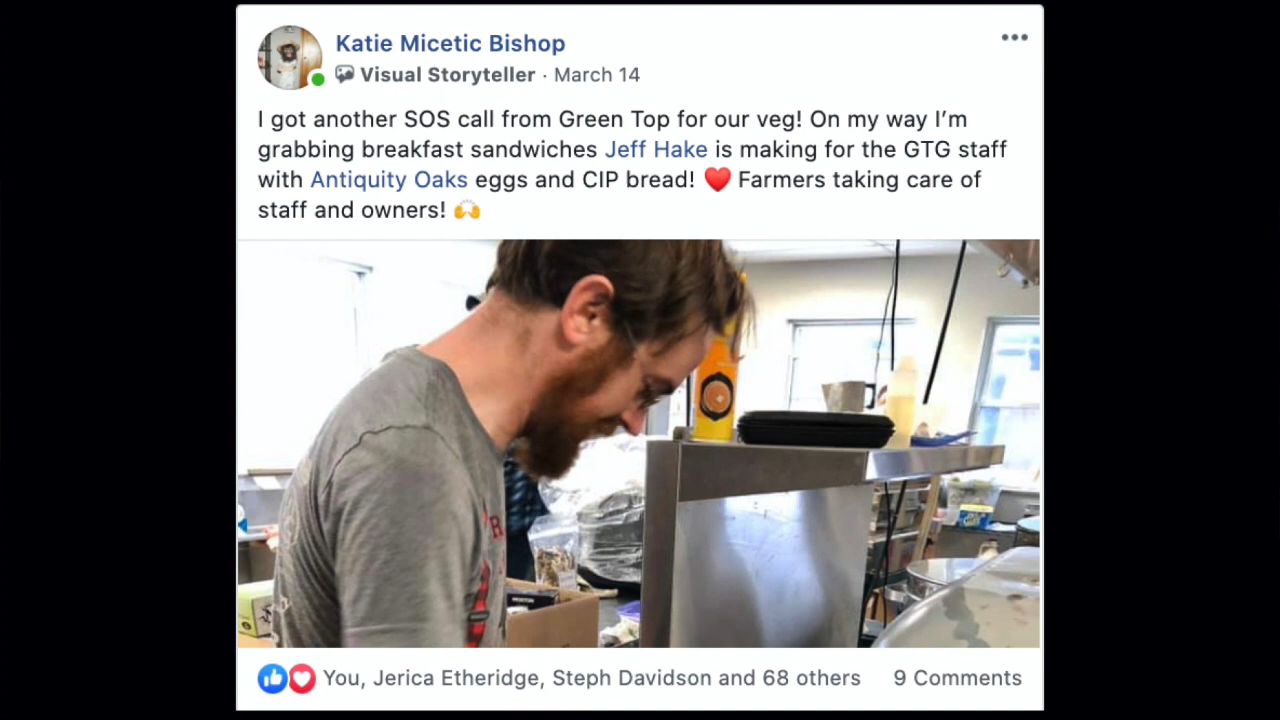 Katie Micetic Bishop
Visual Storyteller · March 14
I got another SOS call from Green Top for our veg! On my way I’m
grabbing breakfast sandwiches Jeff Hake is making for the GTG staff
with Antiquity Oaks eggs and CIP bread! ❤️ Farmers taking care of
staff and owners! 🙌
R
MORTON
You, Jerica Etheridge, Steph Davidson and 68 others 9 Comments